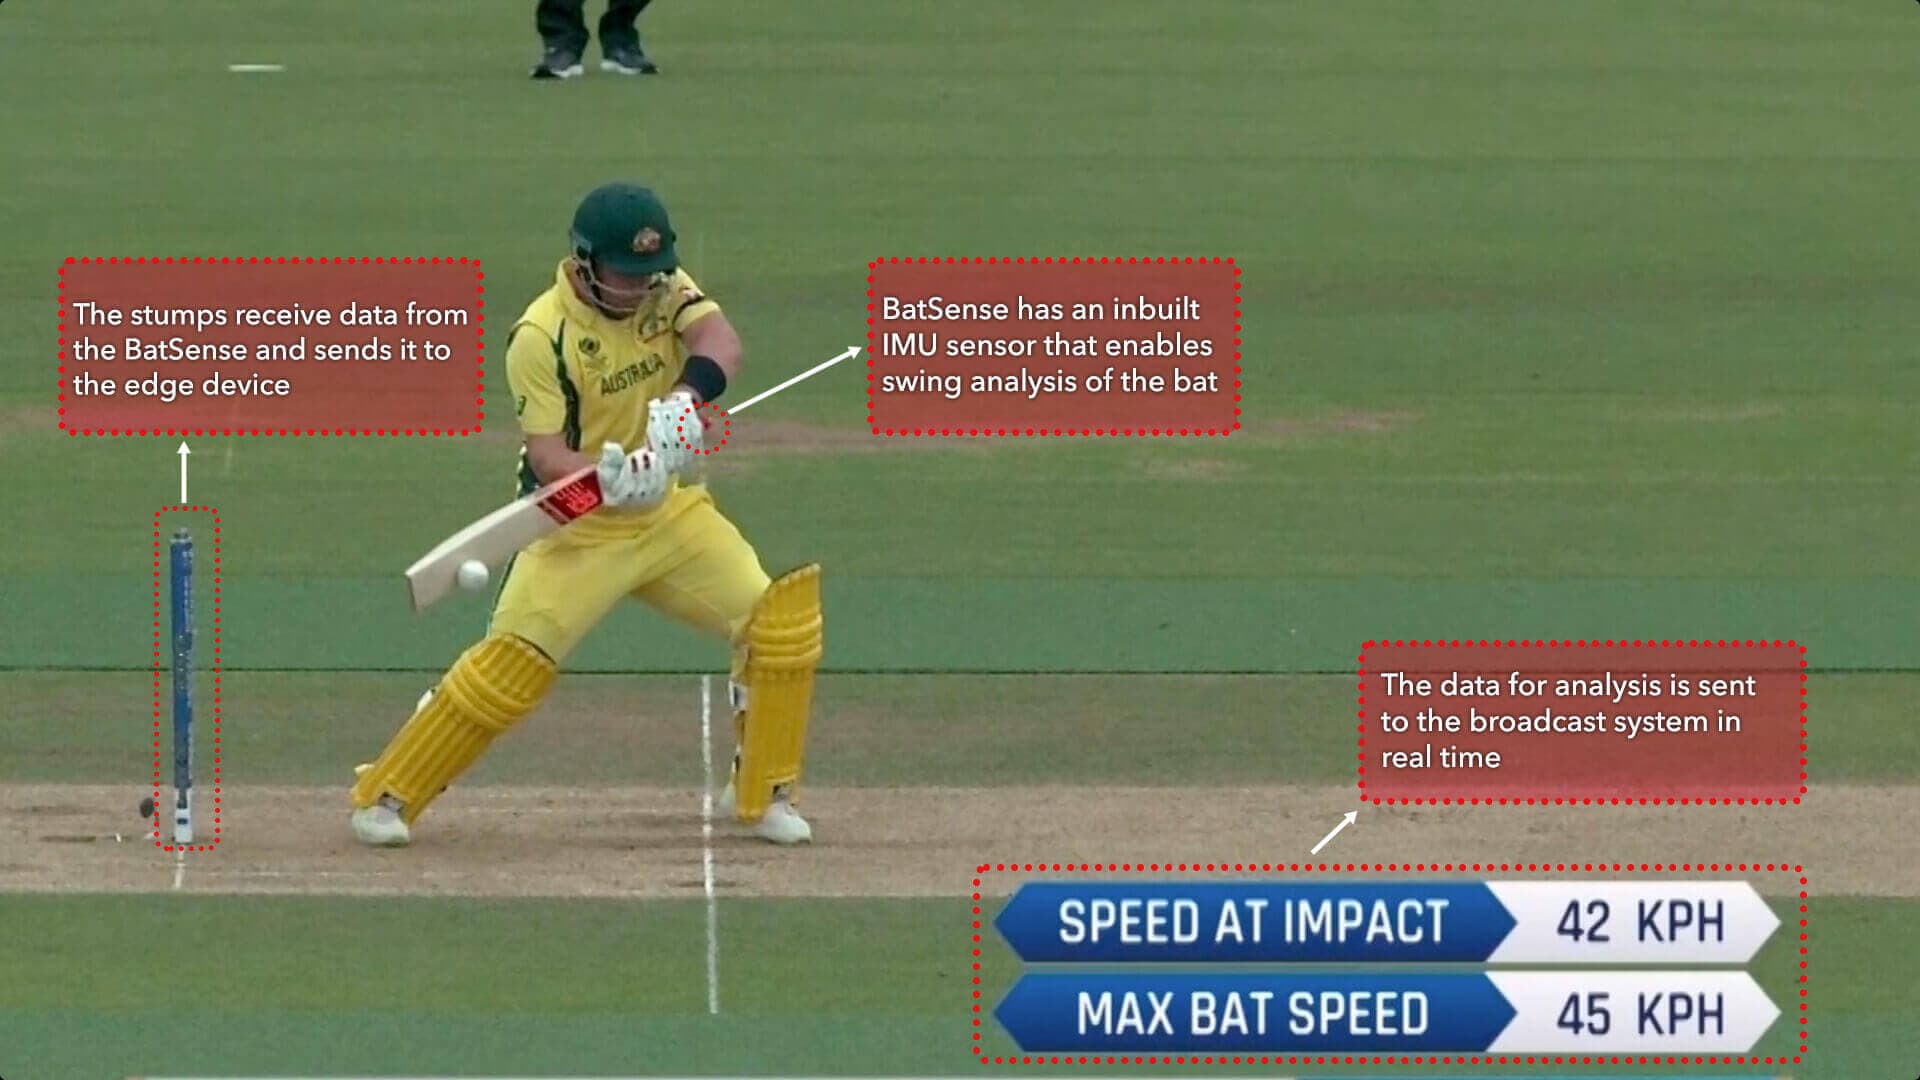 The stumps receive data from
the BatSense and sends it to
the edge device
BatSense has an inbuilt
IMU sensor that enables
swing analysis of the bat
AUSTRALIA
The data for analysis is sent
to the broadcast system in
real time
SPEED AT IMPACT 42 KPH
MAX BAT SPEED 45 KPH